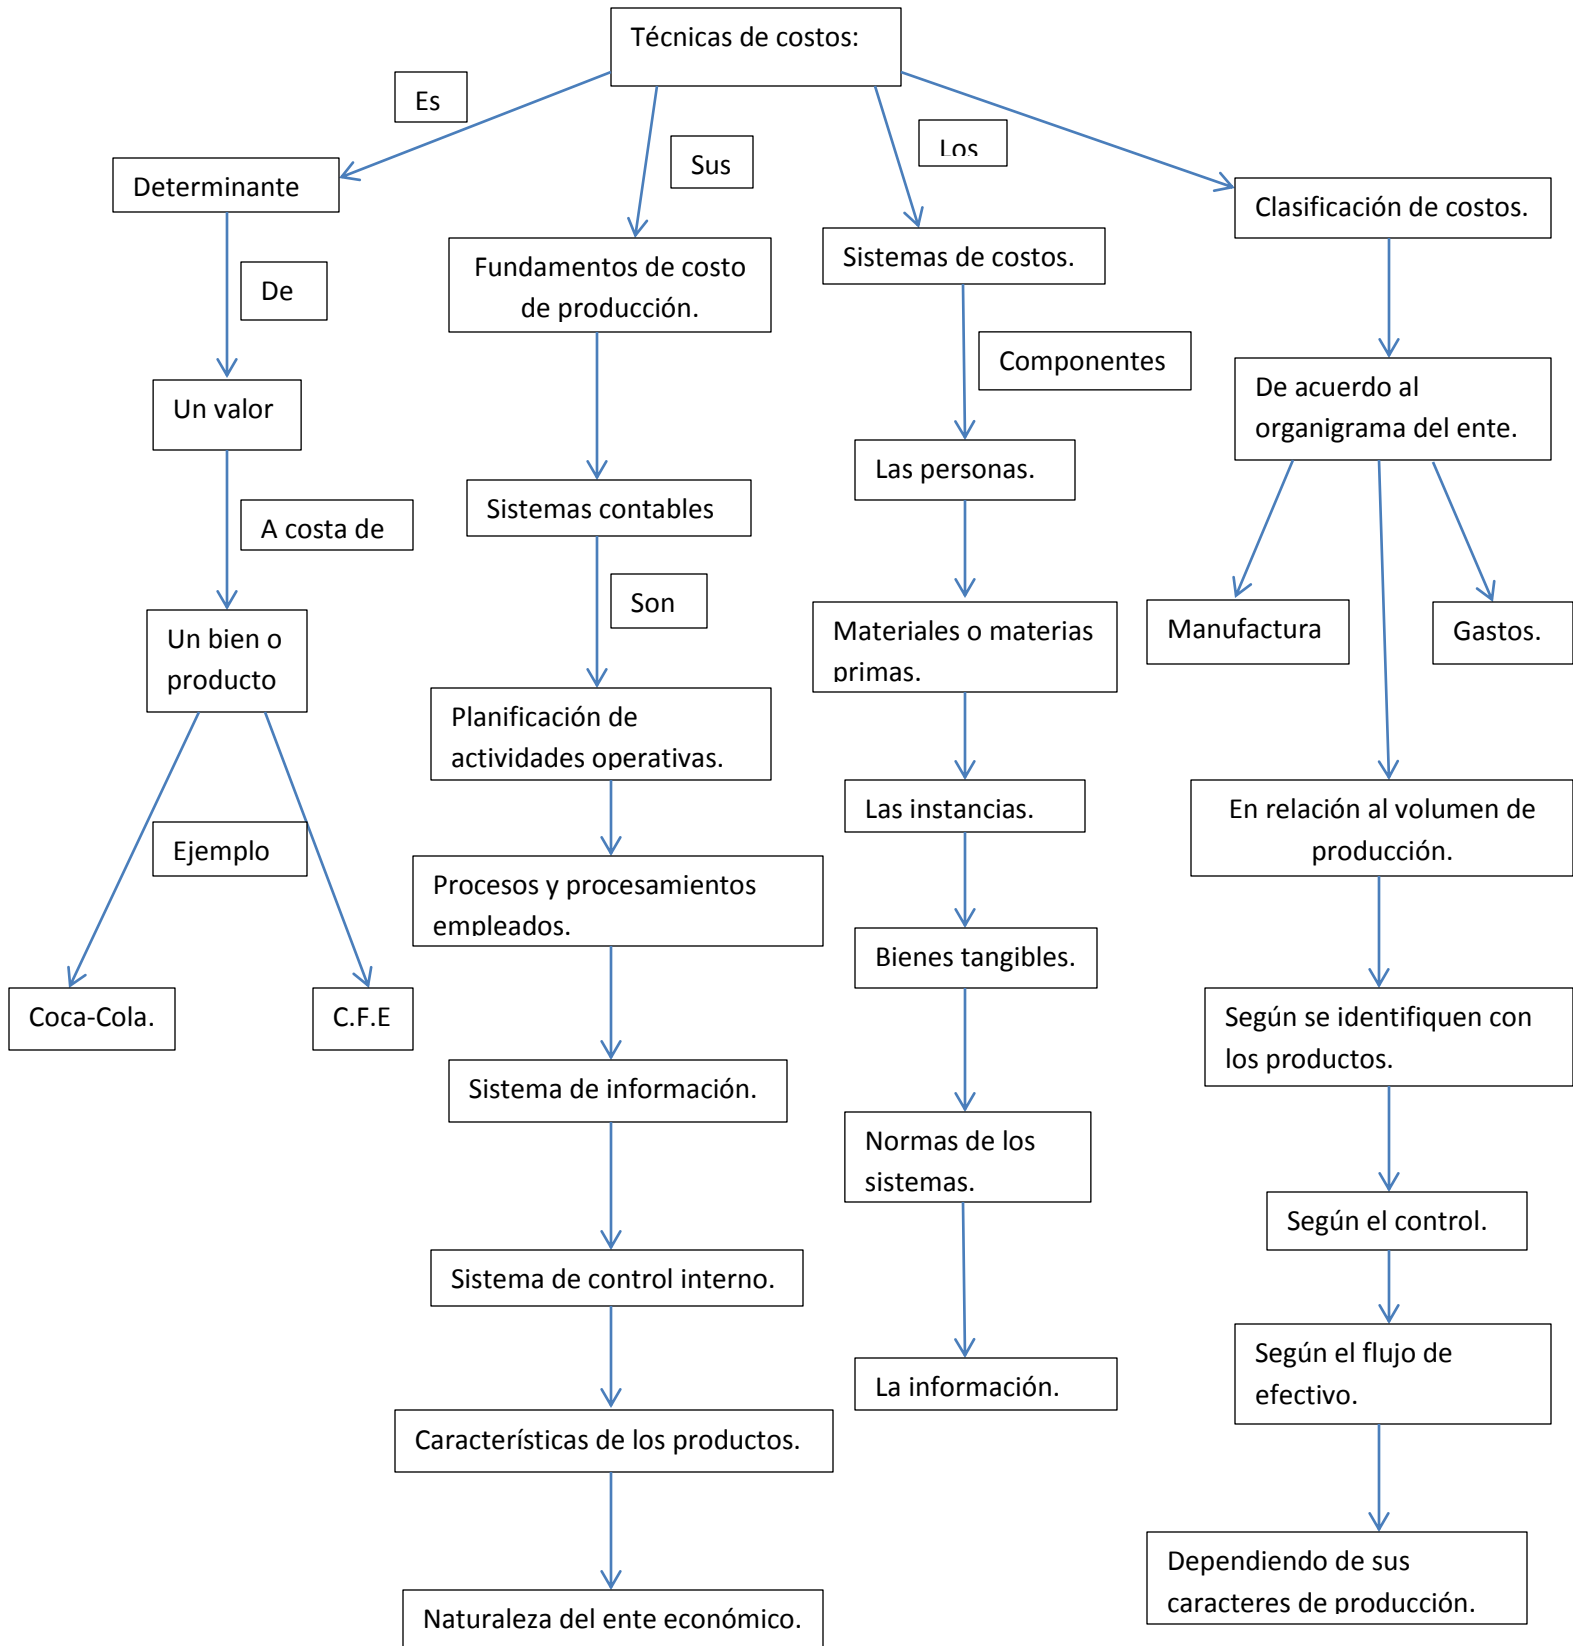 Técnicas de costos:
Es
Sus
Los
Determinante
Clasificación de costos.
Fundamentos de costo
de producción.
Sistemas de costos.
De
Componentes
Un valor
De acuerdo al
organigrama del ente.
Las personas.
Sistemas contables
A costa de
Son
Un bien o
producto
Materiales o materias
primas.
Manufactura
Gastos.
Planificación de
actividades operativas.
Las instancias.
En relación al volumen de
producción.
Ejemplo
Procesos y procesamientos
empleados.
Bienes tangibles.
Coca-Cola.
C.F.E
Según se identifiquen con
los productos.
Sistema de información.
Normas de los
sistemas.
Según el control.
Sistema de control interno.
Según el flujo de
efectivo.
La información.
Características de los productos.
Dependiendo de sus
caracteres de producción.
Naturaleza del ente económico.